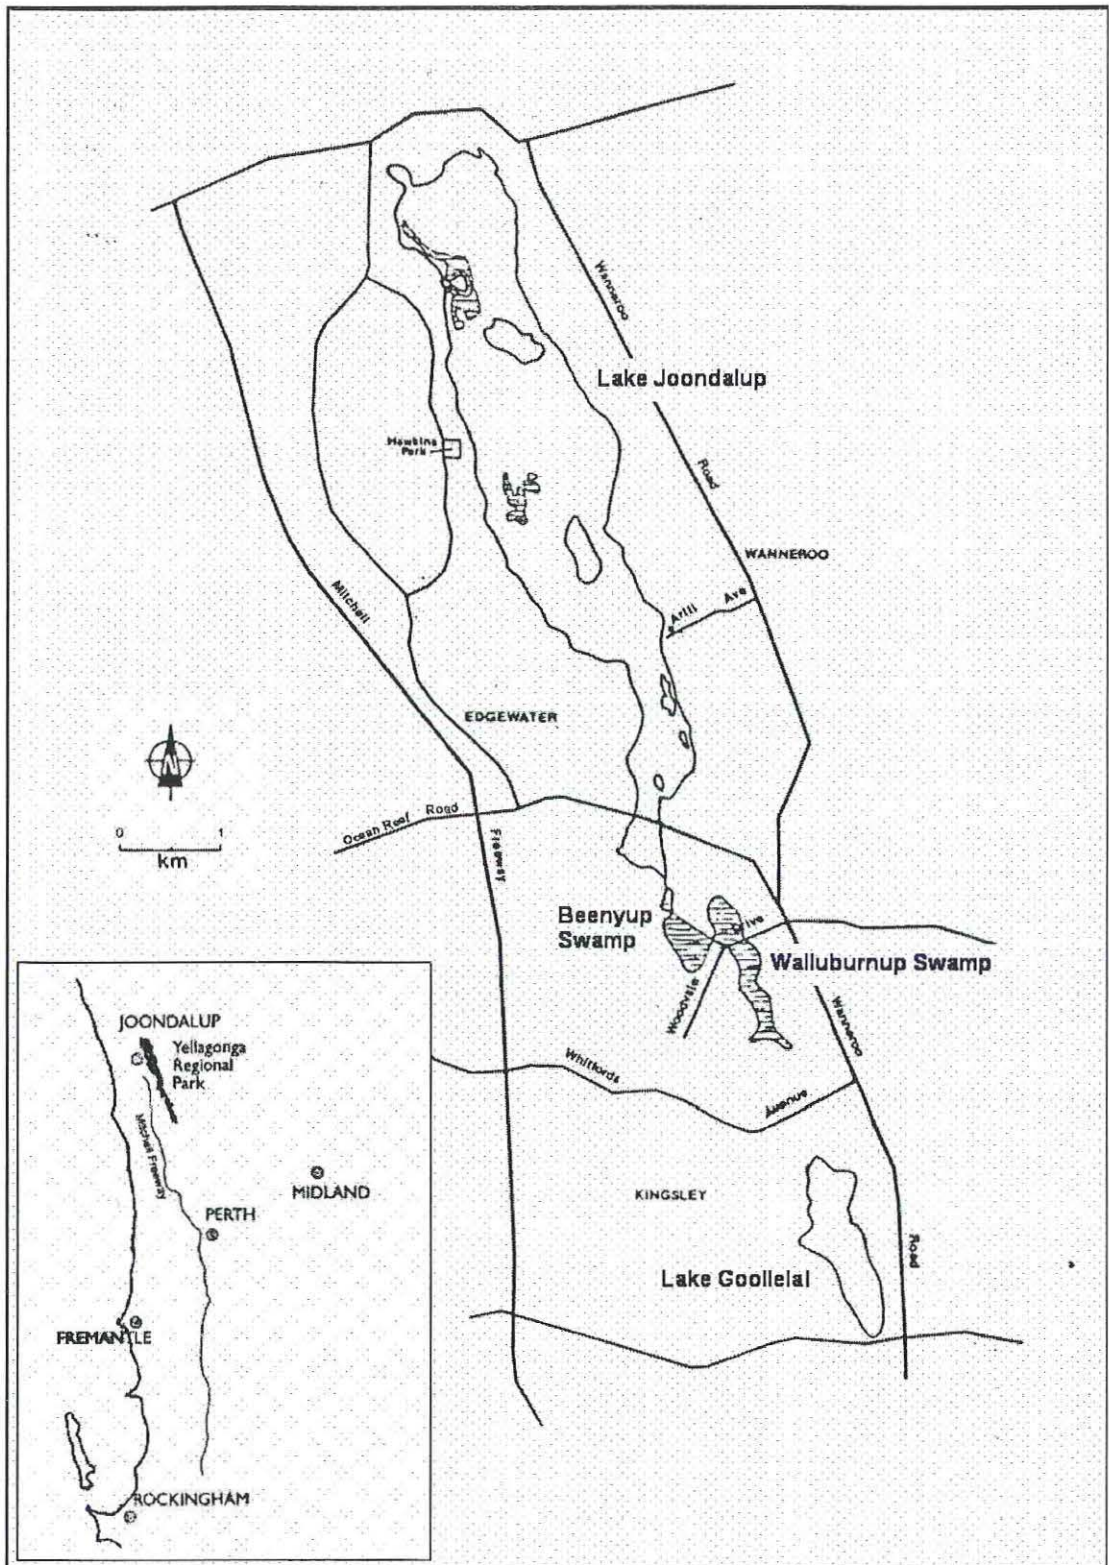 Wanneroo
Lake Joondalup
Hawkins
Park
Road
WANNEROO
Mitchell
Ariti Ave
EDGEWATER
N
0 1
km
Ocean Reef Road
Freeway
Beenyup
Swamp
Walluburnup Swamp
Woodvale
Wanneroo
Whitfords
Avenue
KINGSLEY
Lake Goollelal
Road
JOONDALUP
Yellagonga
Regional
Park
Mitchell Freeway
MIDLAND
PERTH
FREMANTLE
ROCKINGHAM